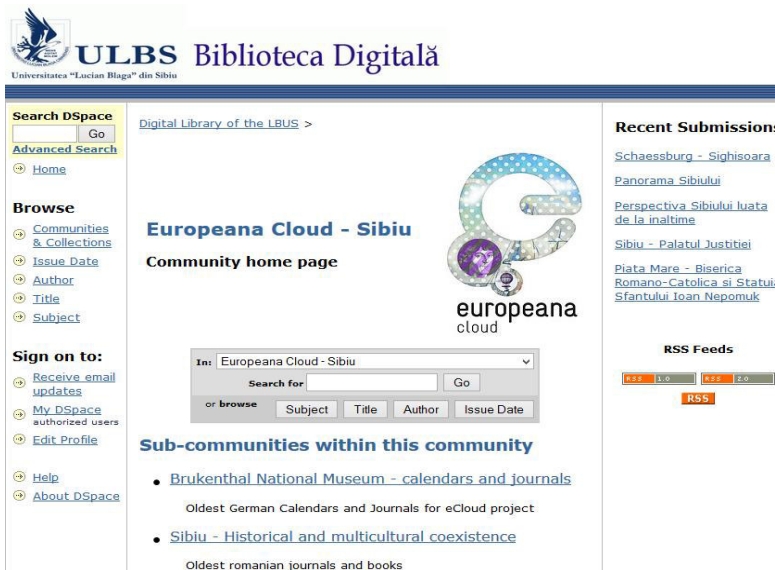 ULBS Biblioteca Digitală
Universitatea "Lucian Blaga" din Sibiu
Search DSpace
Go
Advanced Search
Home
Browse
Communities
& Collections
Issue Date
Author
Title
Subject
Sign on to:
Receive email
updates
My DSpace
authorized users
Edit Profile
Help
About DSpace
Digital Library of the LBUS >
Europeana Cloud - Sibiu
Community home page
europeana
cloud
In: Europeana Cloud - Sibiu
Search for Go
or browse Subject Title Author Issue Date
Sub-communities within this community
Brukenthal National Museum - calendars and journals
Oldest German Calendars and Journals for eCloud project
Sibiu - Historical and multicultural coexistence
Oldest romanian journals and books
Recent Submissions
Schaessburg - Sighisoara
Panorama Sibiului
Perspectiva Sibiului luata
de la inaltime
Sibiu - Palatul Justitiei
Piata Mare - Biserica
Romano-Catolica si Statuia
Sfantului Ioan Nepomuk
RSS Feeds
RSS 1.0 RSS 2.0
RSS